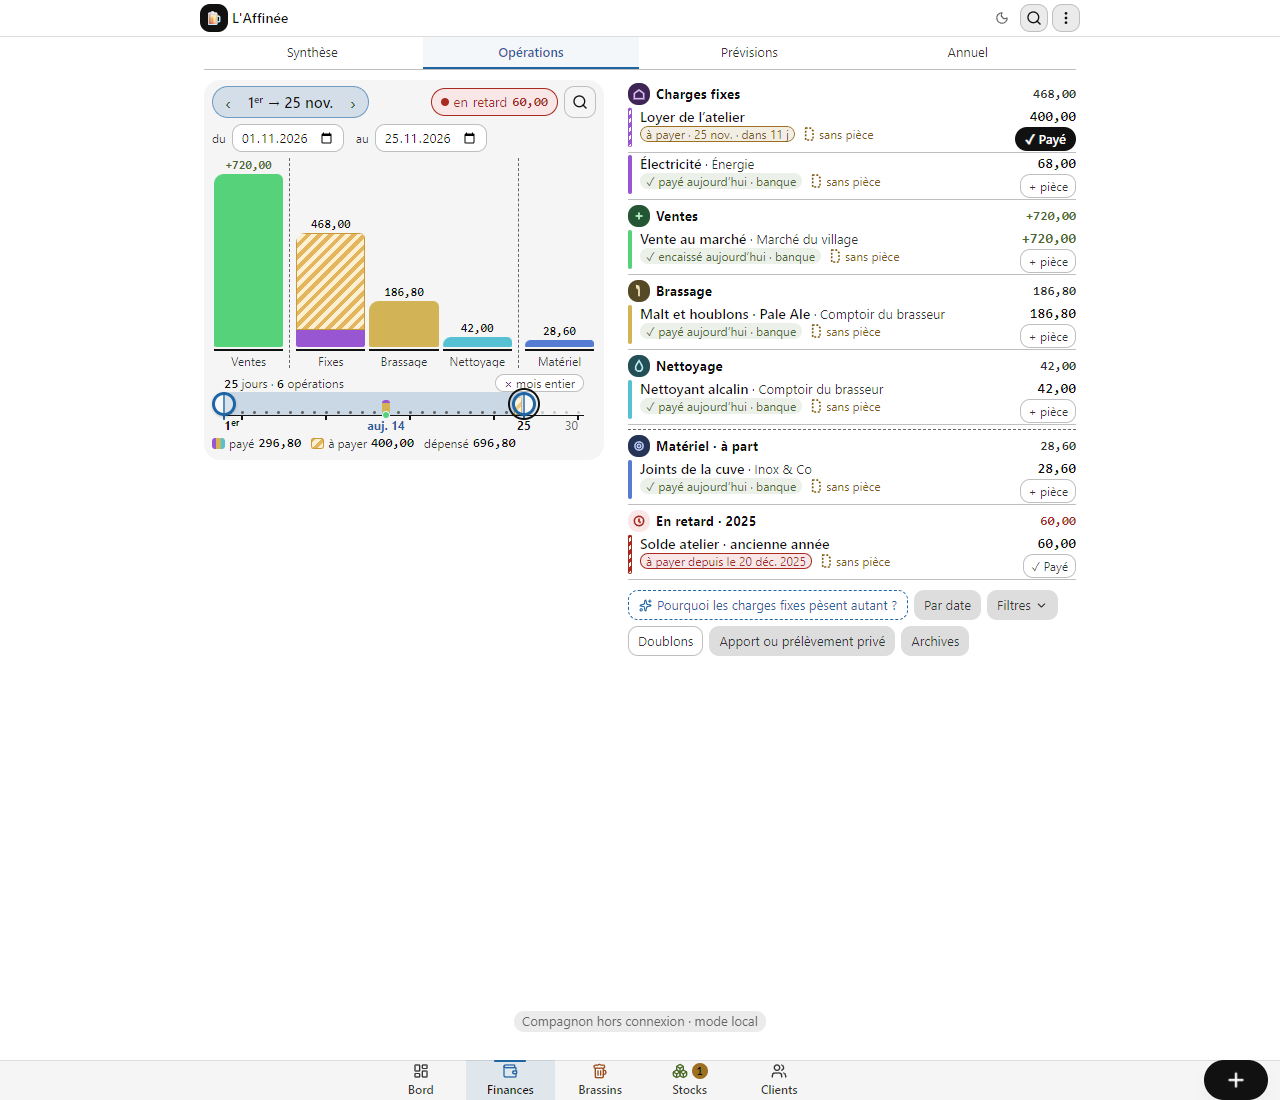 L'Affinée
Synthèse
Opérations
Prévisions
Annuel
‹ 1er → 25 nov. ›
en retard 60,00
du 01.11.2026 au 25.11.2026
+720,00
468,00
186,80
42,00
28,60
Ventes
Fixes
Brassage
Nettoyage
Matériel
25 jours · 6 opérations
× mois entier
1er
auj. 14
25
30
payé 296,80 à payer 400,00 dépensé 696,80
Charges fixes 468,00
Loyer de l’atelier 400,00
à payer · 25 nov. · dans 11 j sans pièce ✓ Payé
Électricité · Énergie 68,00
✓ payé aujourd’hui · banque sans pièce + pièce
Ventes +720,00
Vente au marché · Marché du village +720,00
✓ encaissé aujourd’hui · banque sans pièce + pièce
Brassage 186,80
Malt et houblons · Pale Ale · Comptoir du brasseur 186,80
✓ payé aujourd’hui · banque sans pièce + pièce
Nettoyage 42,00
Nettoyant alcalin · Comptoir du brasseur 42,00
✓ payé aujourd’hui · banque sans pièce + pièce
Matériel · à part 28,60
Joints de la cuve · Inox & Co 28,60
✓ payé aujourd’hui · banque sans pièce + pièce
En retard · 2025 60,00
Solde atelier · ancienne année 60,00
à payer depuis le 20 déc. 2025 sans pièce ✓ Payé
Pourquoi les charges fixes pèsent autant ?
Par date
Filtres
Doublons
Apport ou prélèvement privé
Archives
Compagnon hors connexion · mode local
Bord
Finances
Brassins
Stocks
1
Clients
+